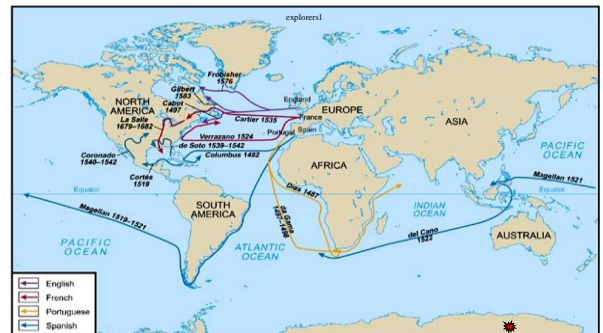 explorers1
Frobisher
1576
Gilbert
1583
Cabot
1497
NORTH
AMERICA
La Salle
1679–1682
England
EUROPE
France
Cartier 1535
Portugal
Spain
Verrazano 1524
de Soto 1539–1542
Columbus 1492
Coronado
1540–1542
Cortés
1519
ASIA
AFRICA
PACIFIC
OCEAN
Magellan 1521
Equator
Equator
Dias 1487
da Gama
1497–1498
INDIAN
OCEAN
SOUTH
AMERICA
Magellan 1519–1521
del Cano
1522
AUSTRALIA
PACIFIC
OCEAN
ATLANTIC
OCEAN
English
French
Portuguese
Spanish